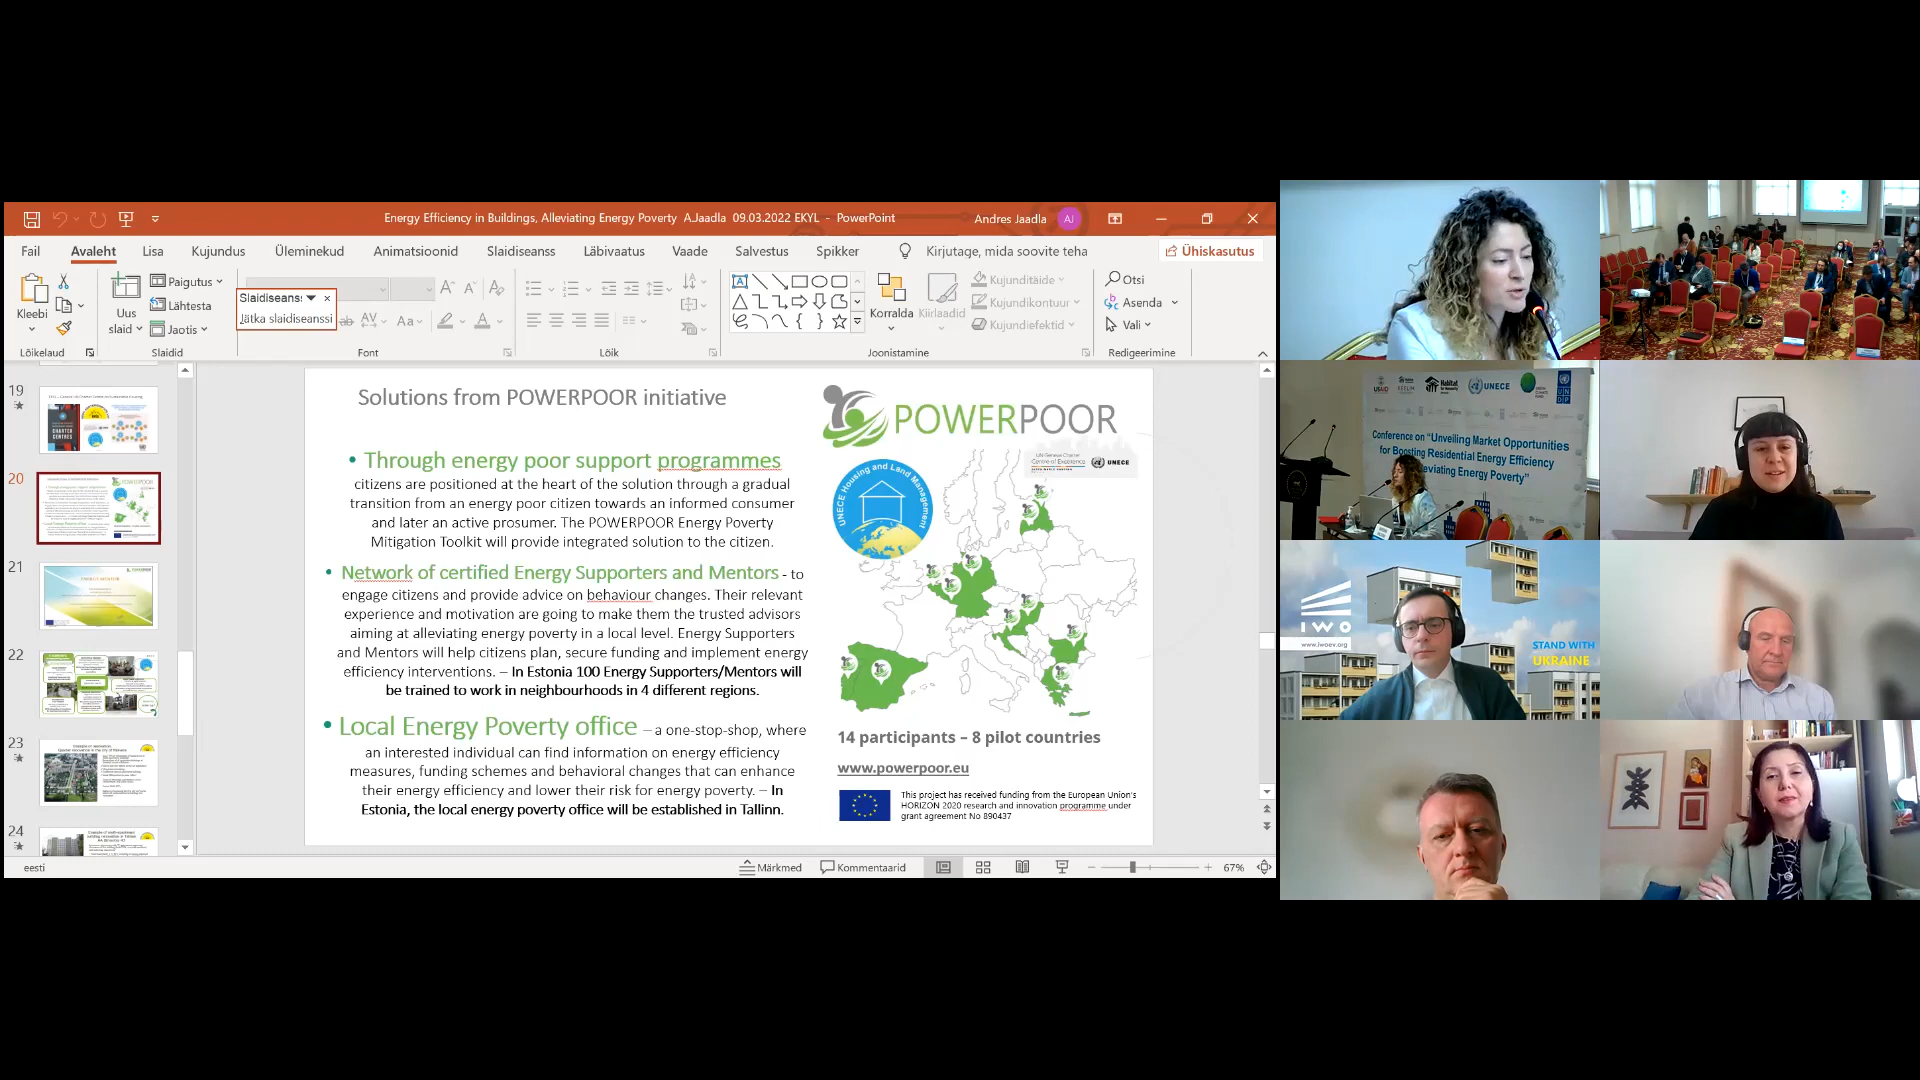 Energy Efficiency in Buildings, Alleviating Energy Poverty A.Jaadla 09.03.2022 EKYL - PowerPoint
Andres Jaadla
AJ
Fail
Avaleht
Lisa
Kujundus
Üleminekud
Animatsioonid
Slaidiseanss
Läbivaatus
Vaade
Salvestus
Spikker
Kirjutage, mida soovite teha
Ühiskasutus
Kleebi
Uus
slaid
Paigutus
Lähtesta
Jaotis
Slaidiseans:
Jätka slaidiseanssi
Korralda
Kiirlaadid
Kujunditäide
Kujundikontuur
Kujundiefektid
Otsi
Asenda
Vali
Lõikelaud
Slaidid
Font
Lõik
Joonistamine
Redigeerimine
19
20
21
22
23
24
Solutions from POWERPOOR initiative
• Through energy poor support programmes
citizens are positioned at the heart of the solution through a gradual
transition from an energy poor citizen towards an informed consumer
and later an active prosumer. The POWERPOOR Energy Poverty
Mitigation Toolkit will provide integrated solution to the citizen.
• Network of certified Energy Supporters and Mentors - to
engage citizens and provide advice on behaviour changes. Their relevant
experience and motivation are going to make them the trusted advisors
aiming at alleviating energy poverty in a local level. Energy Supporters
and Mentors will help citizens plan, secure funding and implement energy
efficiency interventions. – In Estonia 100 Energy Supporters/Mentors will
be trained to work in neighbourhoods in 4 different regions.
• Local Energy Poverty office – a one-stop-shop, where
an interested individual can find information on energy efficiency
measures, funding schemes and behavioral changes that can enhance
their energy efficiency and lower their risk for energy poverty. – In
Estonia, the local energy poverty office will be established in Tallinn.
POWERPOOR
UN Geneva Charter
Centre of Excellence
UNECE
UNECE Housing and Land Management
14 participants – 8 pilot countries
www.powerpoor.eu
This project has received funding from the European Union's
HORIZON 2020 research and innovation programme under
grant agreement No 890437
eesti
Märkmed
Kommentaarid
67%
USAID
Habitat
for Humanity
UNECE
Conference on "Unveiling Market Opportunities
for Boosting Residential Energy Efficiency
Alleviating Energy Poverty"
IWO
www.iwoev.org
STAND WITH
UKRAINE